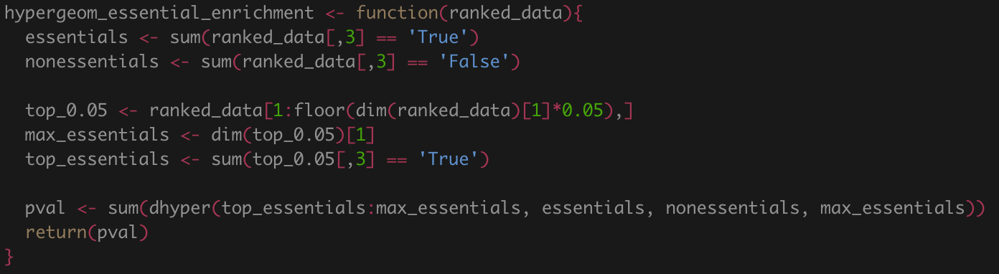 hypergeom_essential_enrichment <- function(ranked_data){
  essentials <- sum(ranked_data[,3] == 'True')
  nonessentials <- sum(ranked_data[,3] == 'False')

  top_0.05 <- ranked_data[1:floor(dim(ranked_data)[1]*0.05),]
  max_essentials <- dim(top_0.05)[1]
  top_essentials <- sum(top_0.05[,3] == 'True')

  pval <- sum(dhyper(top_essentials:max_essentials, essentials, nonessentials, max_essentials))
  return(pval)
}